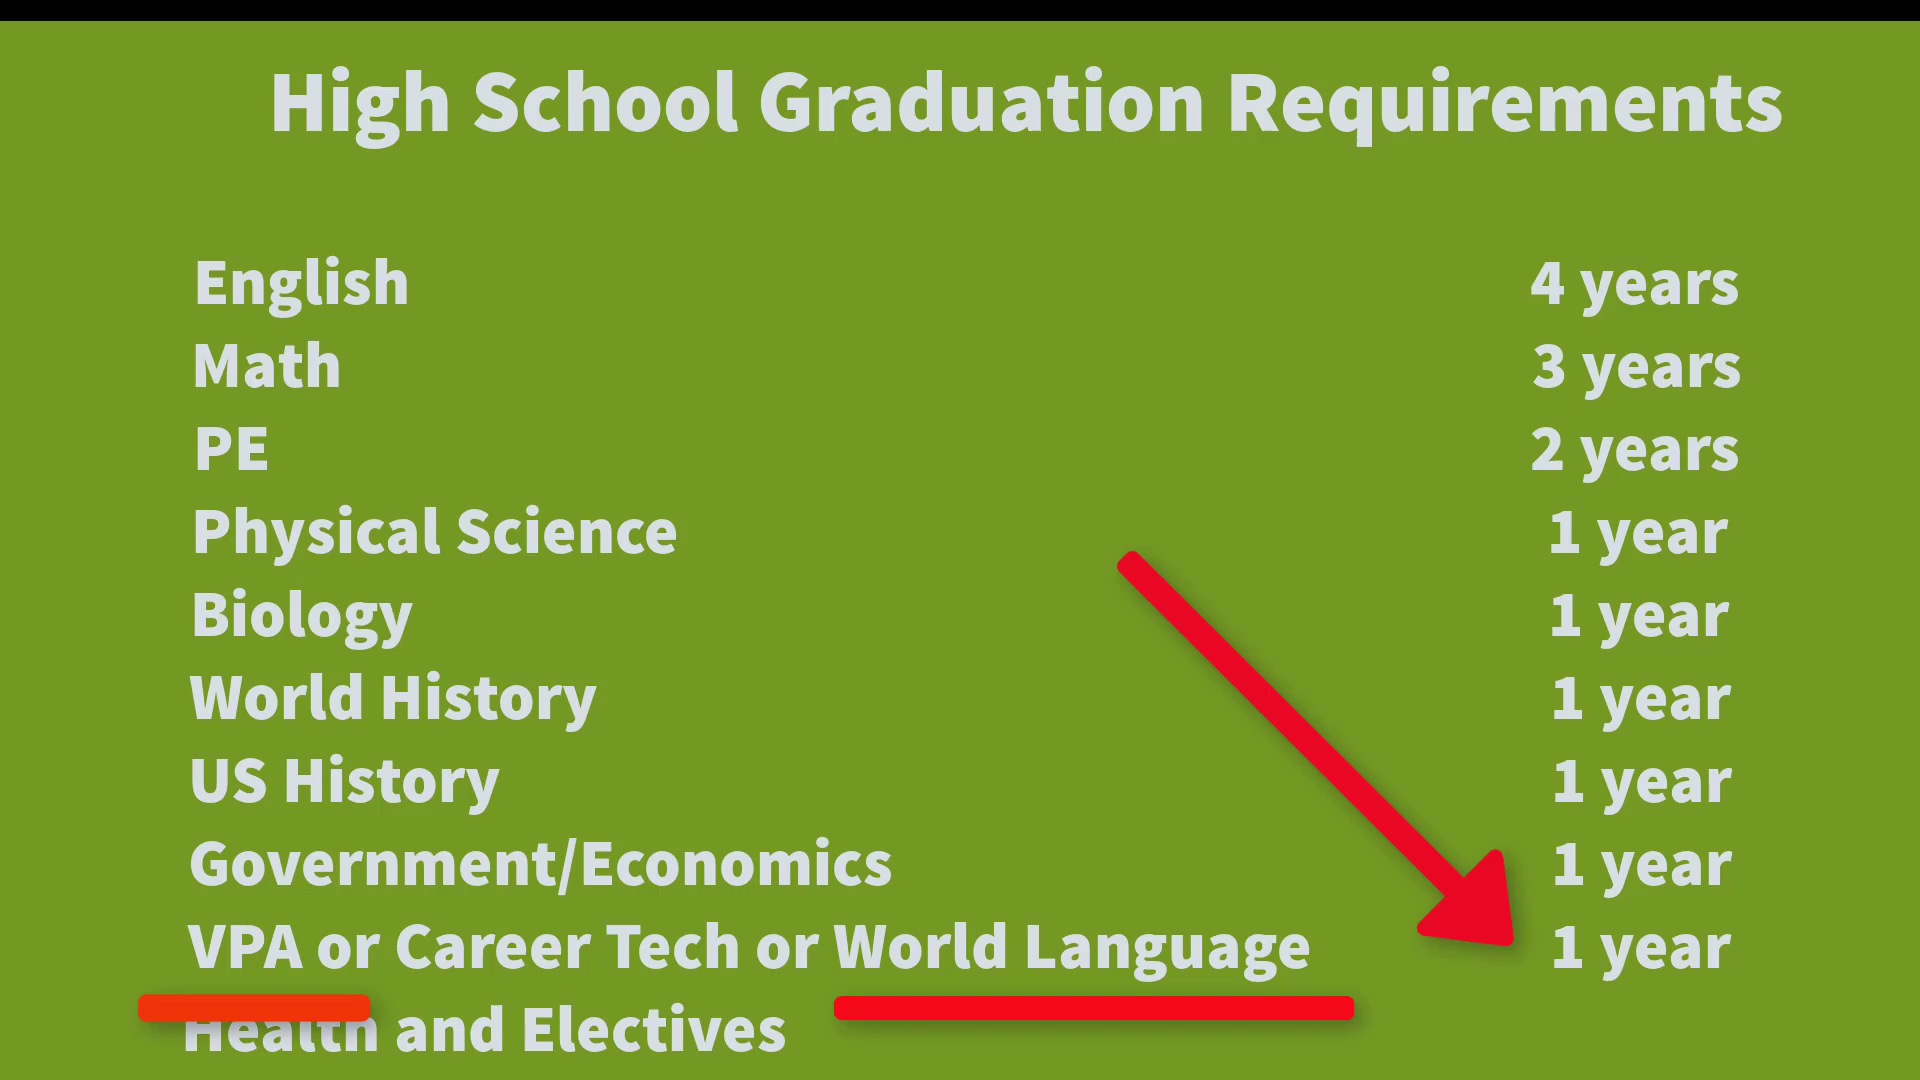 High School Graduation Requirements
English 4 years
Math 3 years
PE 2 years
Physical Science 1 year
Biology 1 year
World History 1 year
US History 1 year
Government/Economics 1 year
VPA or Career Tech or World Language 1 year
Health and Electives